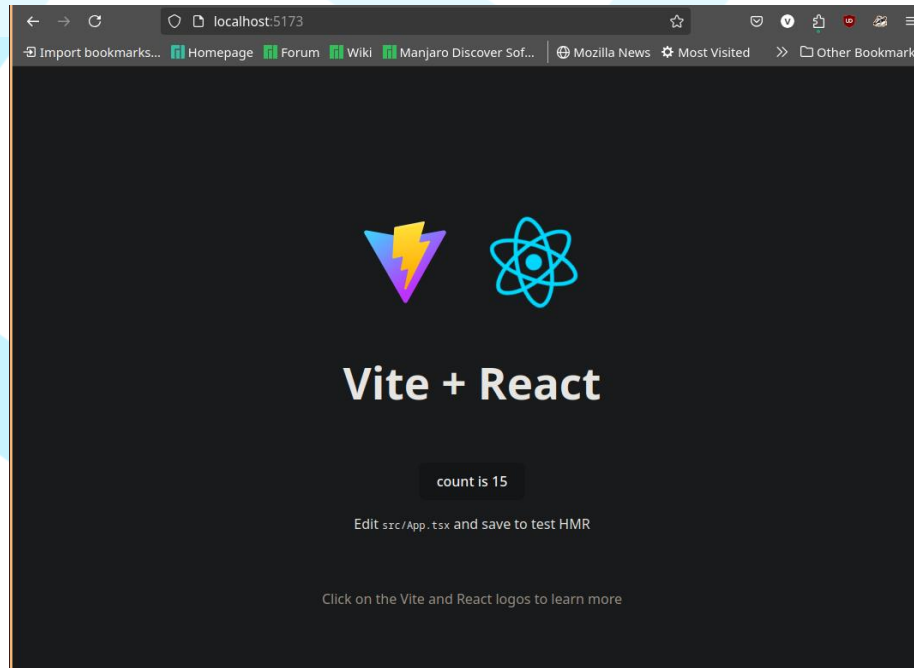 localhost:5173
Import bookmarks... Homepage Forum Wiki Manjaro Discover Sof... Mozilla News Most Visited Other Bookmark
Vite + React
count is 15
Edit src/App.tsx and save to test HMR
Click on the Vite and React logos to learn more